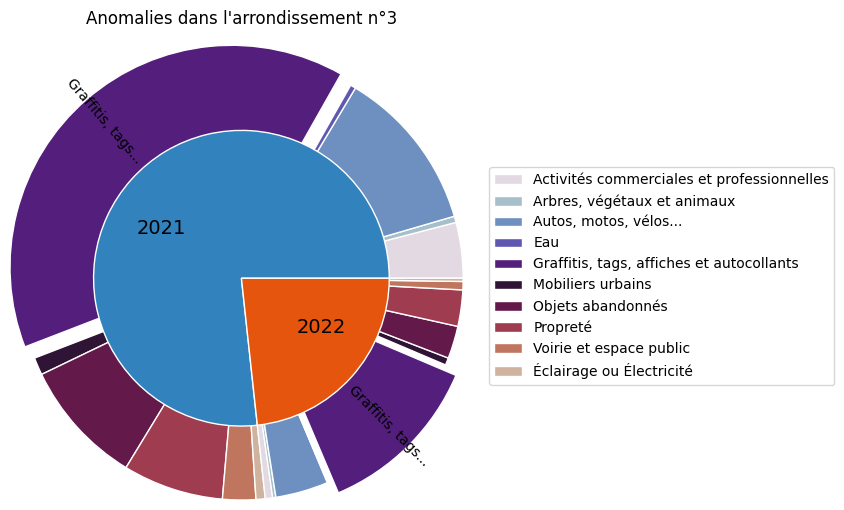 Anomalies dans l'arrondissement n°3
Graffitis, tags...
2021
2022
Graffitis, tags...
Activités commerciales et professionnelles
Arbres, végétaux et animaux
Autos, motos, vélos...
Eau
Graffitis, tags, affiches et autocollants
Mobiliers urbains
Objets abandonnés
Propreté
Voirie et espace public
Éclairage ou Électricité